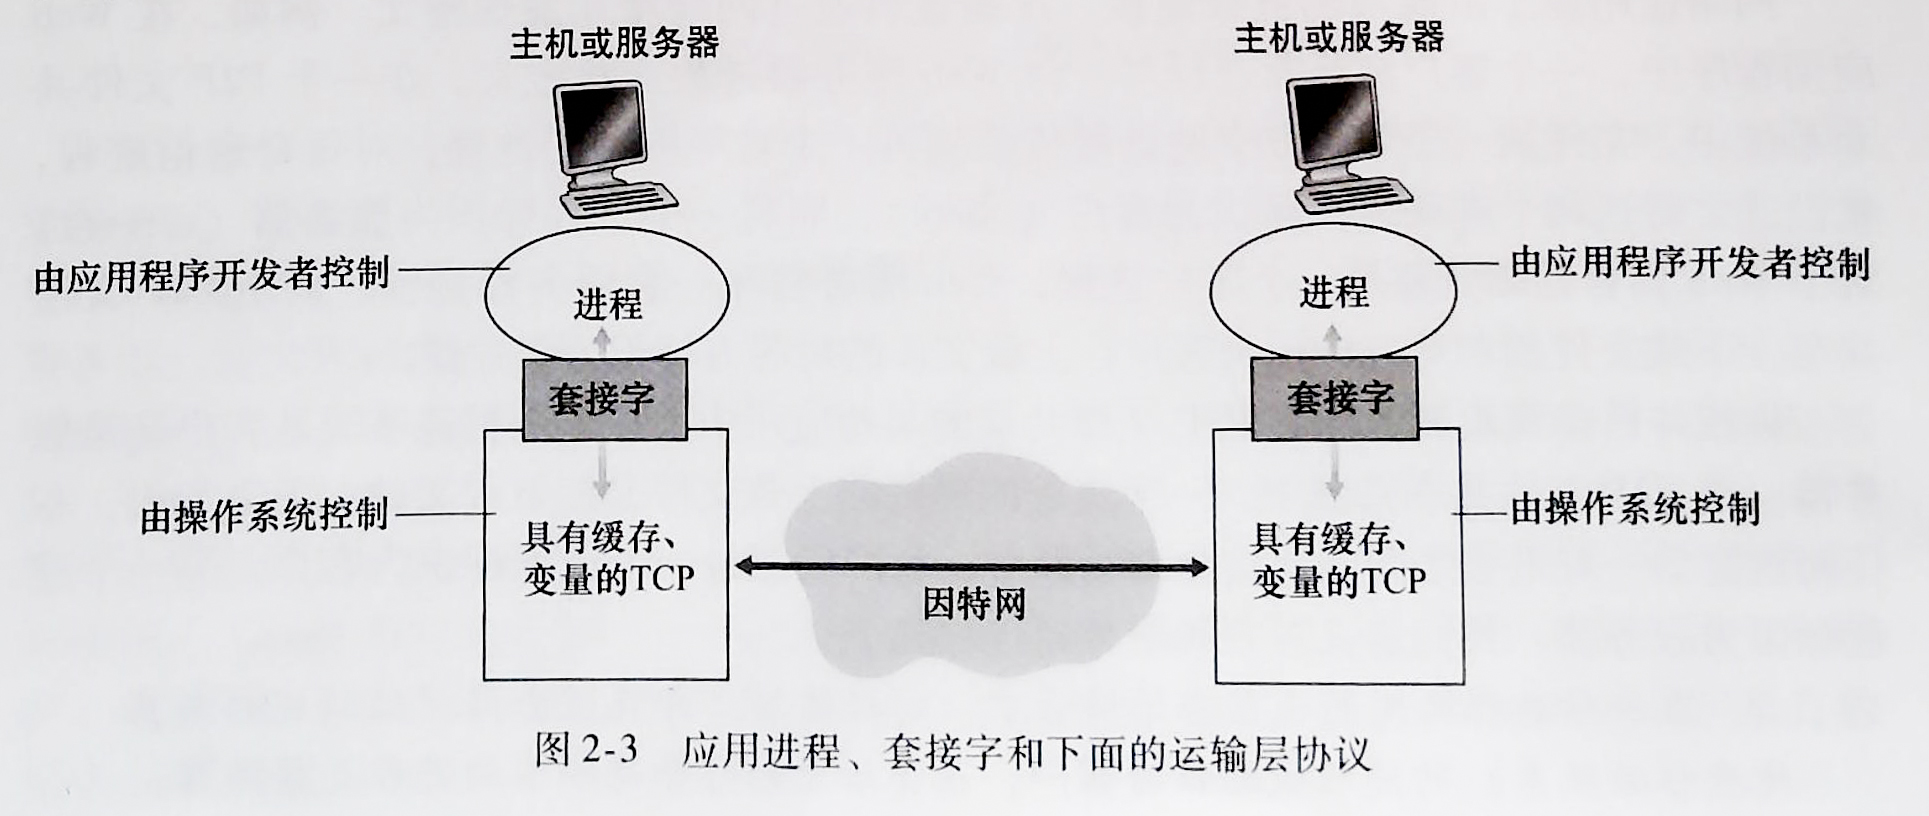 主机或服务器
主机或服务器
由应用程序开发者控制
进程
进程
由应用程序开发者控制
套接字
套接字
由操作系统控制
具有缓存、
变量的TCP
因特网
具有缓存、
变量的TCP
由操作系统控制
图 2-3 应用进程、套接字和下面的运输层协议